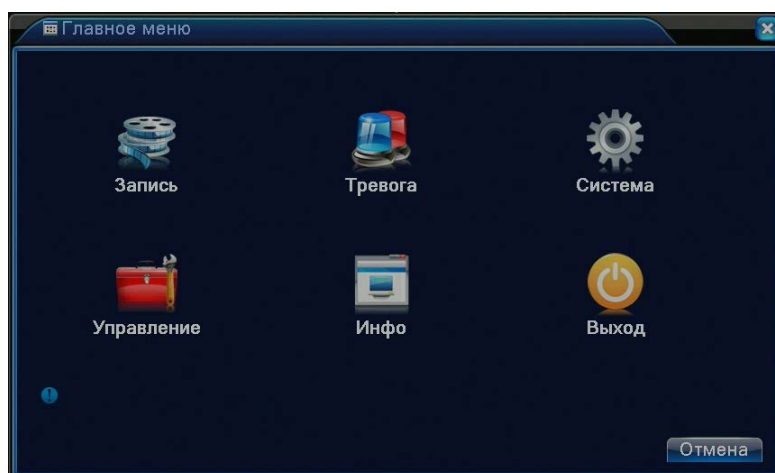 Главное меню
Запись
Тревога
Система
Управление
Инфо
Выход
Отмена